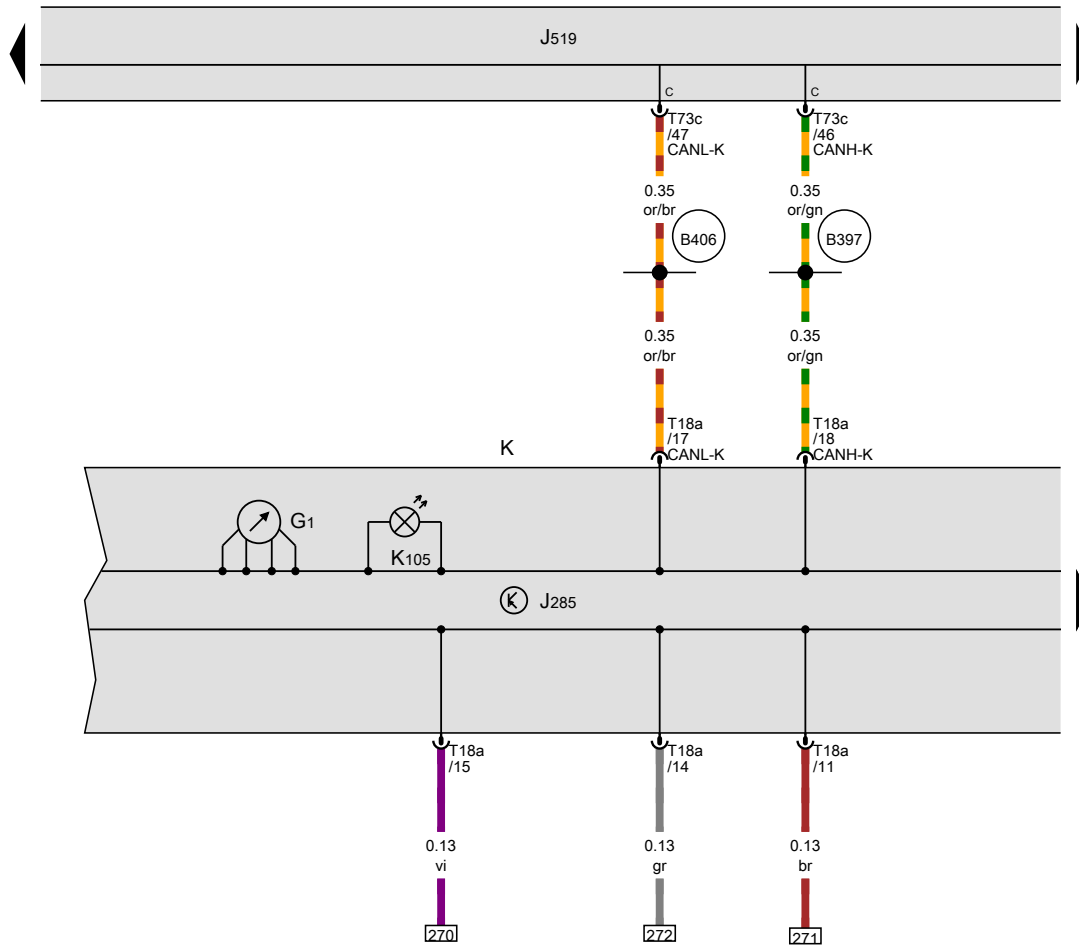 J519
c c
T73c T73c
/47 /46
CANL-K CANH-K
0.35 0.35
or/br or/gn
B406 B397
0.35 0.35
or/br or/gn
T18a T18a
/17 /18
K CANL-K CANH-K
G1
K105
J285
T18a T18a T18a
/15 /14 /11
0.13 0.13 0.13
vi gr br
270 272 271